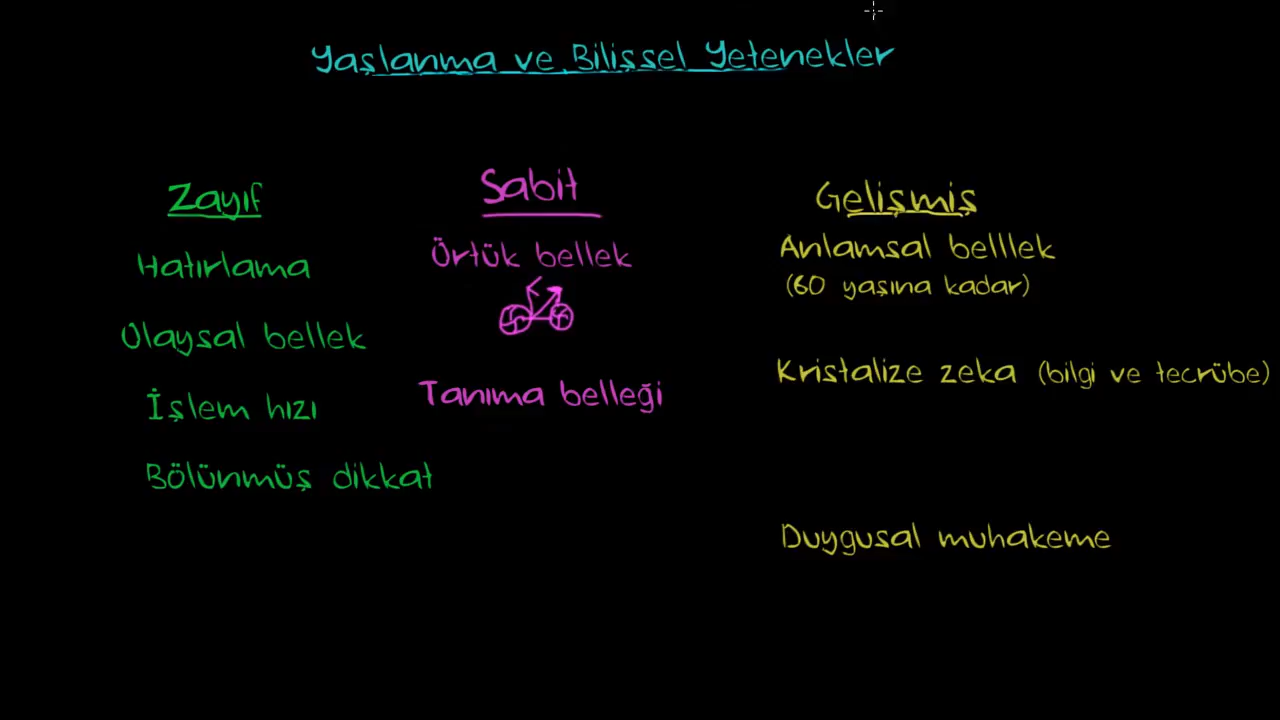 Yaşlanma ve Bilişsel Yetenekler
Zayıf
Hatırlama
Olaysal bellek
İşlem hızı
Bölünmüş dikkat
Sabit
Örtük bellek
Tanıma belleği
Gelişmiş
Anlamsal belllek
(60 yaşına kadar)
Kristalize zeka (bilgi ve tecrübe)
Duygusal muhakeme